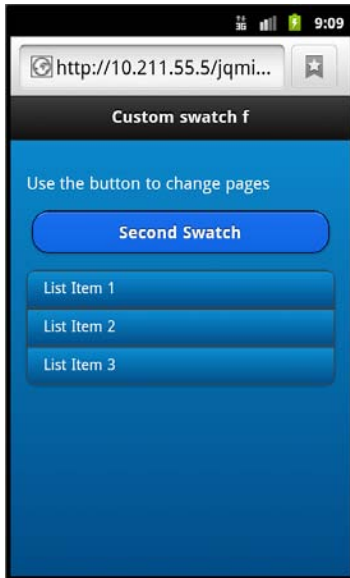 3G 9:09
http://10.211.55.5/jqmi...
Custom swatch f
Use the button to change pages
Second Swatch
List Item 1
List Item 2
List Item 3